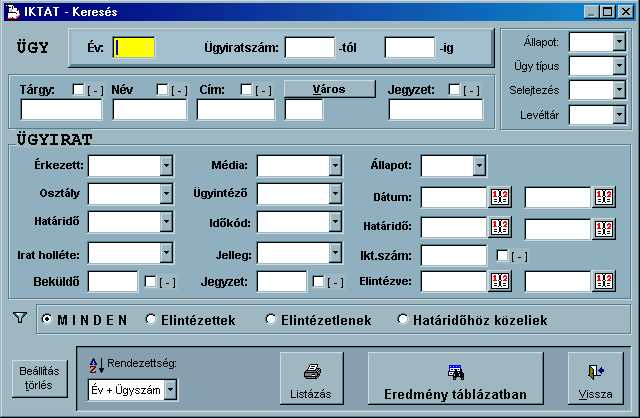 IKTAT - Keresés
ÜGY
Év:
Ügyiratszám:
-tól
-ig
Állapot:
Ügy típus
Selejtezés
Levéltár
Tárgy: [-] Név [-] Cím: [-] Város Jegyzet: [-]
ÜGYIRAT
Érkezett: Média: Állapot:
Osztály Ügyintéző Dátum:
Határidő Időkód: Határidő:
Irat holléte: Jelleg: Ikt.szám: [-]
Beküldő [-] Jegyzet: [-] Elintézve:
MINDEN Elintézettek Elintézetlenek Határidőhöz közeliek
Beállítás
törlés
Rendezettség:
Év + Ügyszám
Listázás
Eredmény táblázatban
Vissza